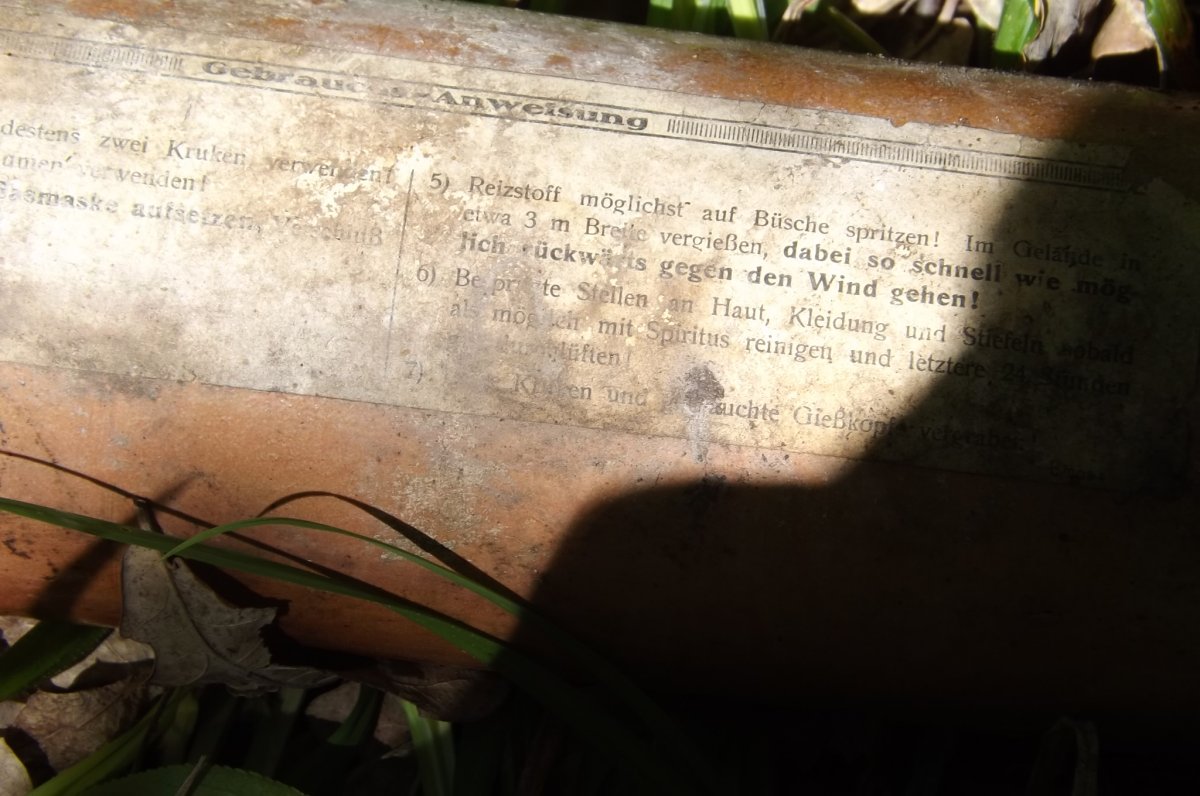 Gebrauchs-Anweisung
destens zwei Kruken verwenden!
umen verwenden!
Gasmaske aufsetzen, Verschluß
5) Reizstoff möglichst auf Büsche spritzen! Im Gelände in
etwa 3 m Breite vergießen, dabei so schnell wie mög-
lich rückwärts gegen den Wind gehen!
6) Bespritzte Stellen an Haut, Kleidung und Stiefeln sobald
als möglich mit Spiritus reinigen und letztere 24 Stunden
durchlüften!
7) Kruken und gebrauchte Gießköpfe vergraben!